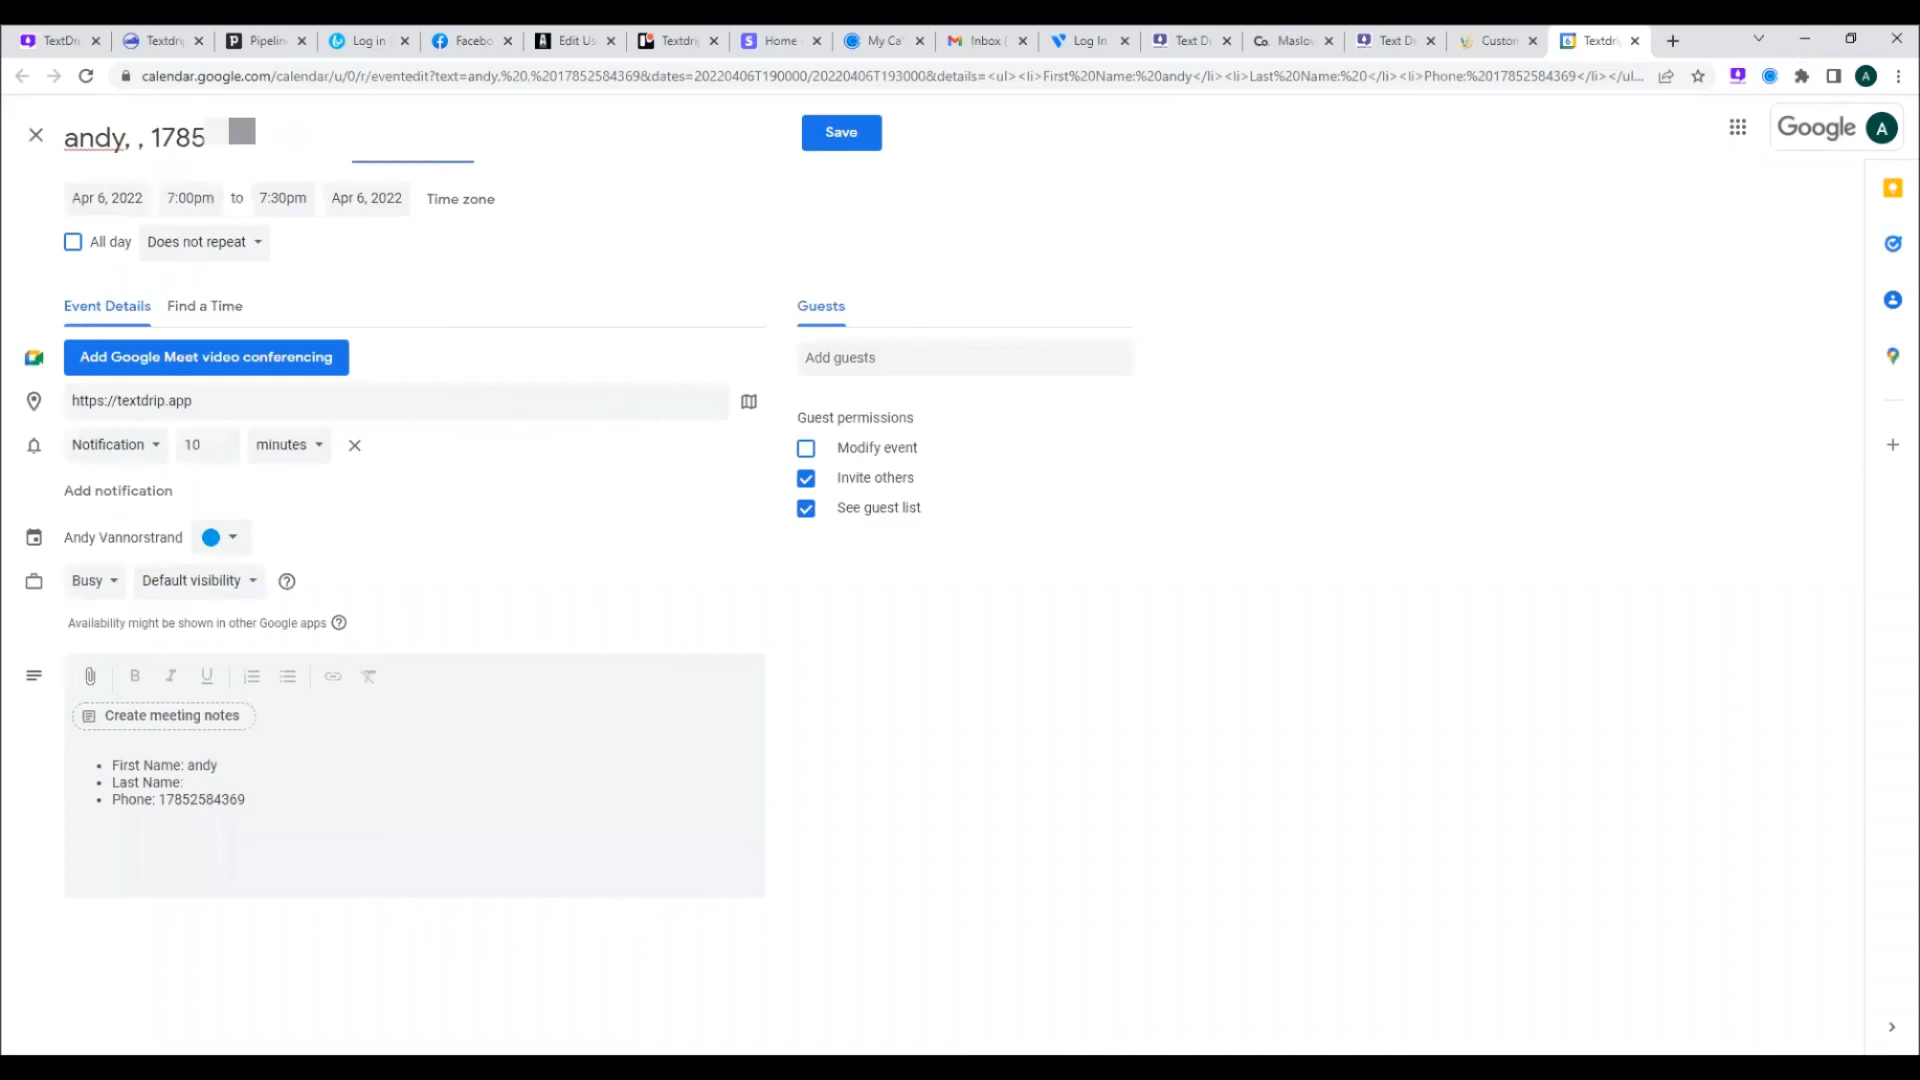 TextDr
Textdri
Pipelin
Log in
Facebo
Edit Us
Textdri
Home
My Ca
Inbox (
Log In
Text D
Co. Maslow
Text D
Custon
Textdri
calendar.google.com/calendar/u/0/r/eventedit?text=andy,%20,%2017852584369&dates=20220406T190000/20220406T193000&details=<ul><li>First%20Name:%20andy</li><li>Last%20Name:%20</li><li>Phone:%2017852584369</li></ul...
A
andy, , 1785
Save
Google A
Apr 6, 2022 7:00pm to 7:30pm Apr 6, 2022 Time zone
All day Does not repeat
Event Details Find a Time
Guests
Add Google Meet video conferencing
Add guests
https://textdrip.app
Guest permissions
Notification 10 minutes
Modify event
Invite others
Add notification
See guest list
Andy Vannorstrand
Busy Default visibility
Availability might be shown in other Google apps
B I U
Create meeting notes
• First Name: andy
• Last Name:
• Phone: 17852584369